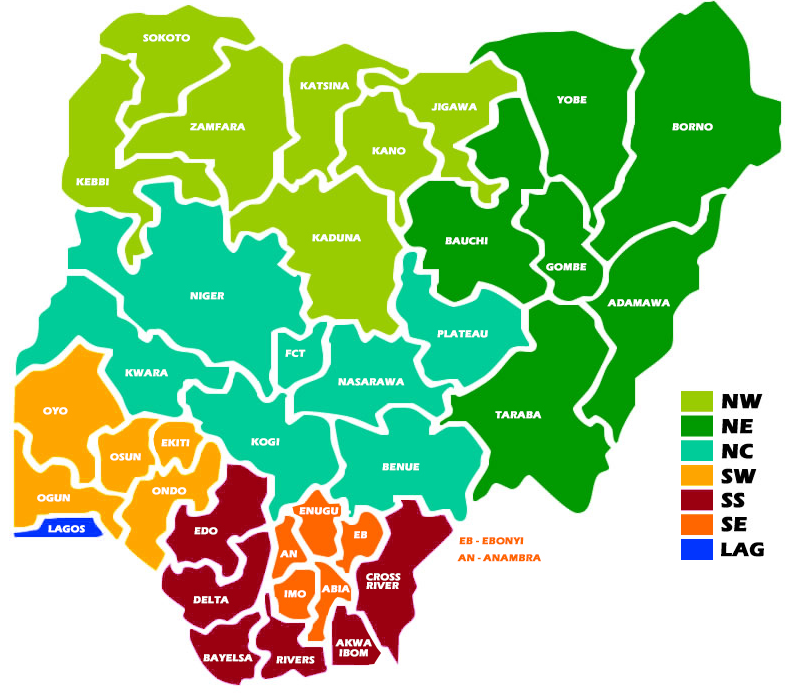 SOKOTO
KATSINA
YOBE
JIGAWA
BORNO
ZAMFARA
KANO
KEBBI
KADUNA
BAUCHI
GOMBE
NIGER
ADAMAWA
PLATEAU
FCT
KWARA
NASARAWA
OYO
TARABA
KOGI
EKITI
OSUN
BENUE
ONDO
OGUN
LAGOS
EDO
ENUGU
EB
AN
EB - EBONYI
AN - ANAMBRA
CROSS
RIVER
ABIA
IMO
DELTA
AKWA
IBOM
BAYELSA
RIVERS
NW
NE
NC
SW
SS
SE
LAG